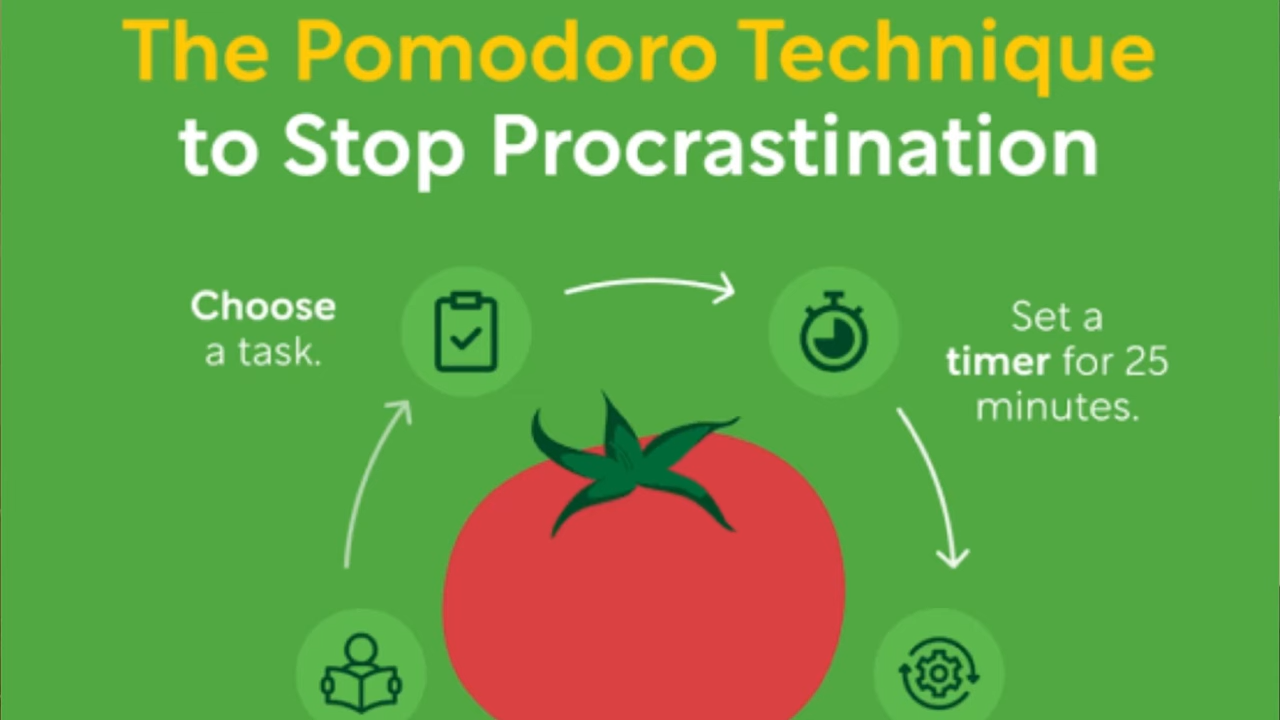 The Pomodoro Technique
to Stop Procrastination
Choose
a task.
Set a
timer for 25
minutes.